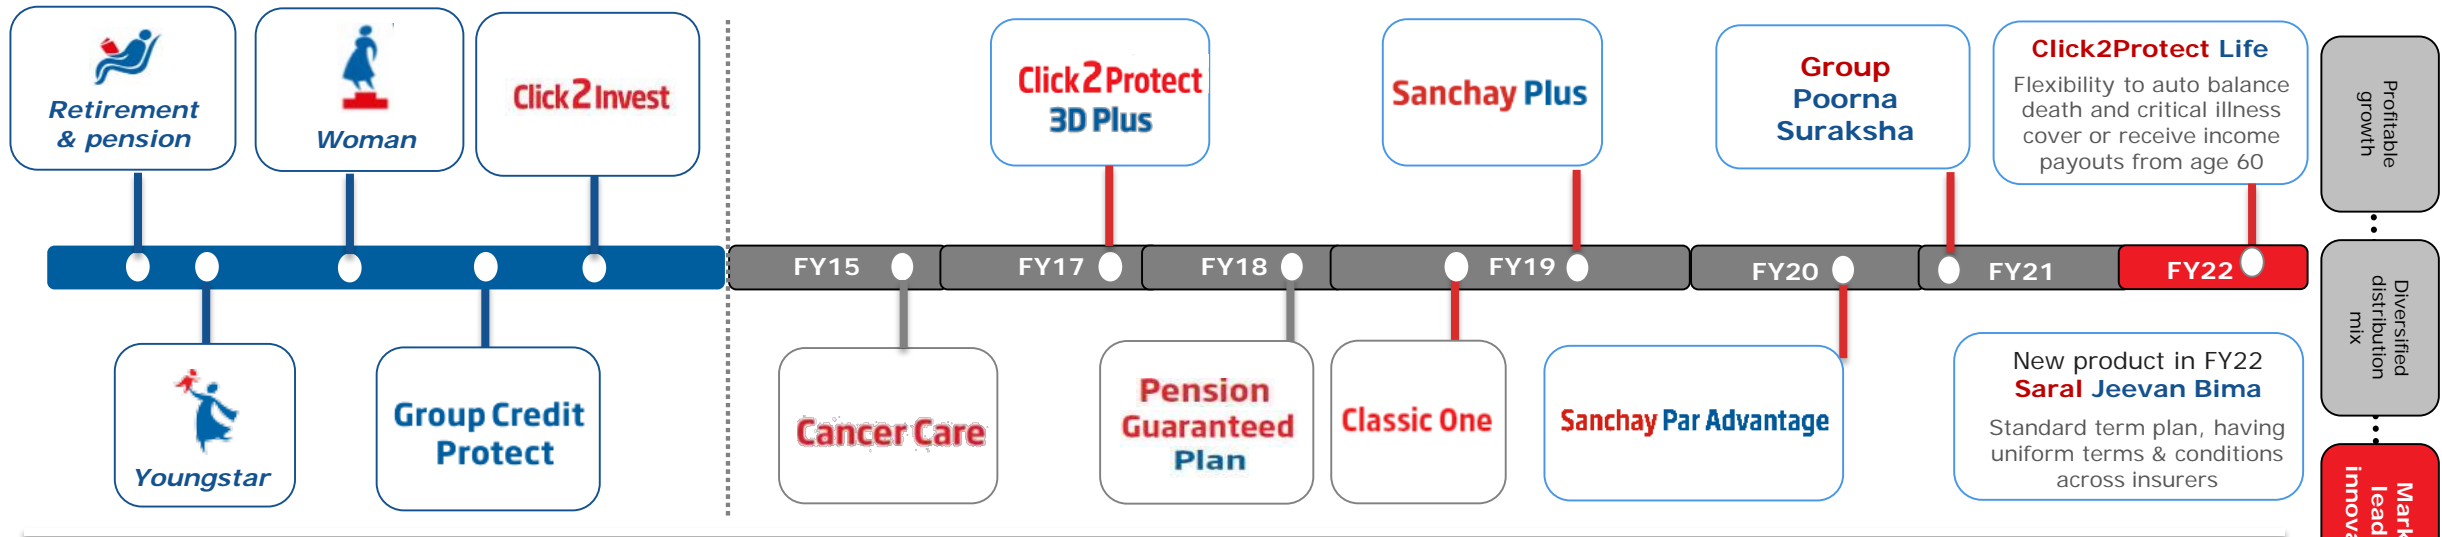 Retirement
& pension
Woman
Click2Invest
Click2Protect
3D Plus
Sanchay Plus
Group
Poorna
Suraksha
Click2Protect Life
Flexibility to auto balance
death and critical illness
cover or receive income
payouts from age 60
Profitable
growth
FY15
FY17
FY18
FY19
FY20
FY21
FY22
Diversified
distribution
mix
Youngstar
Group Credit
Protect
Cancer Care
Pension
Guaranteed
Plan
Classic One
Sanchay Par Advantage
New product in FY22
Saral Jeevan Bima
Standard term plan, having
uniform terms & conditions
across insurers